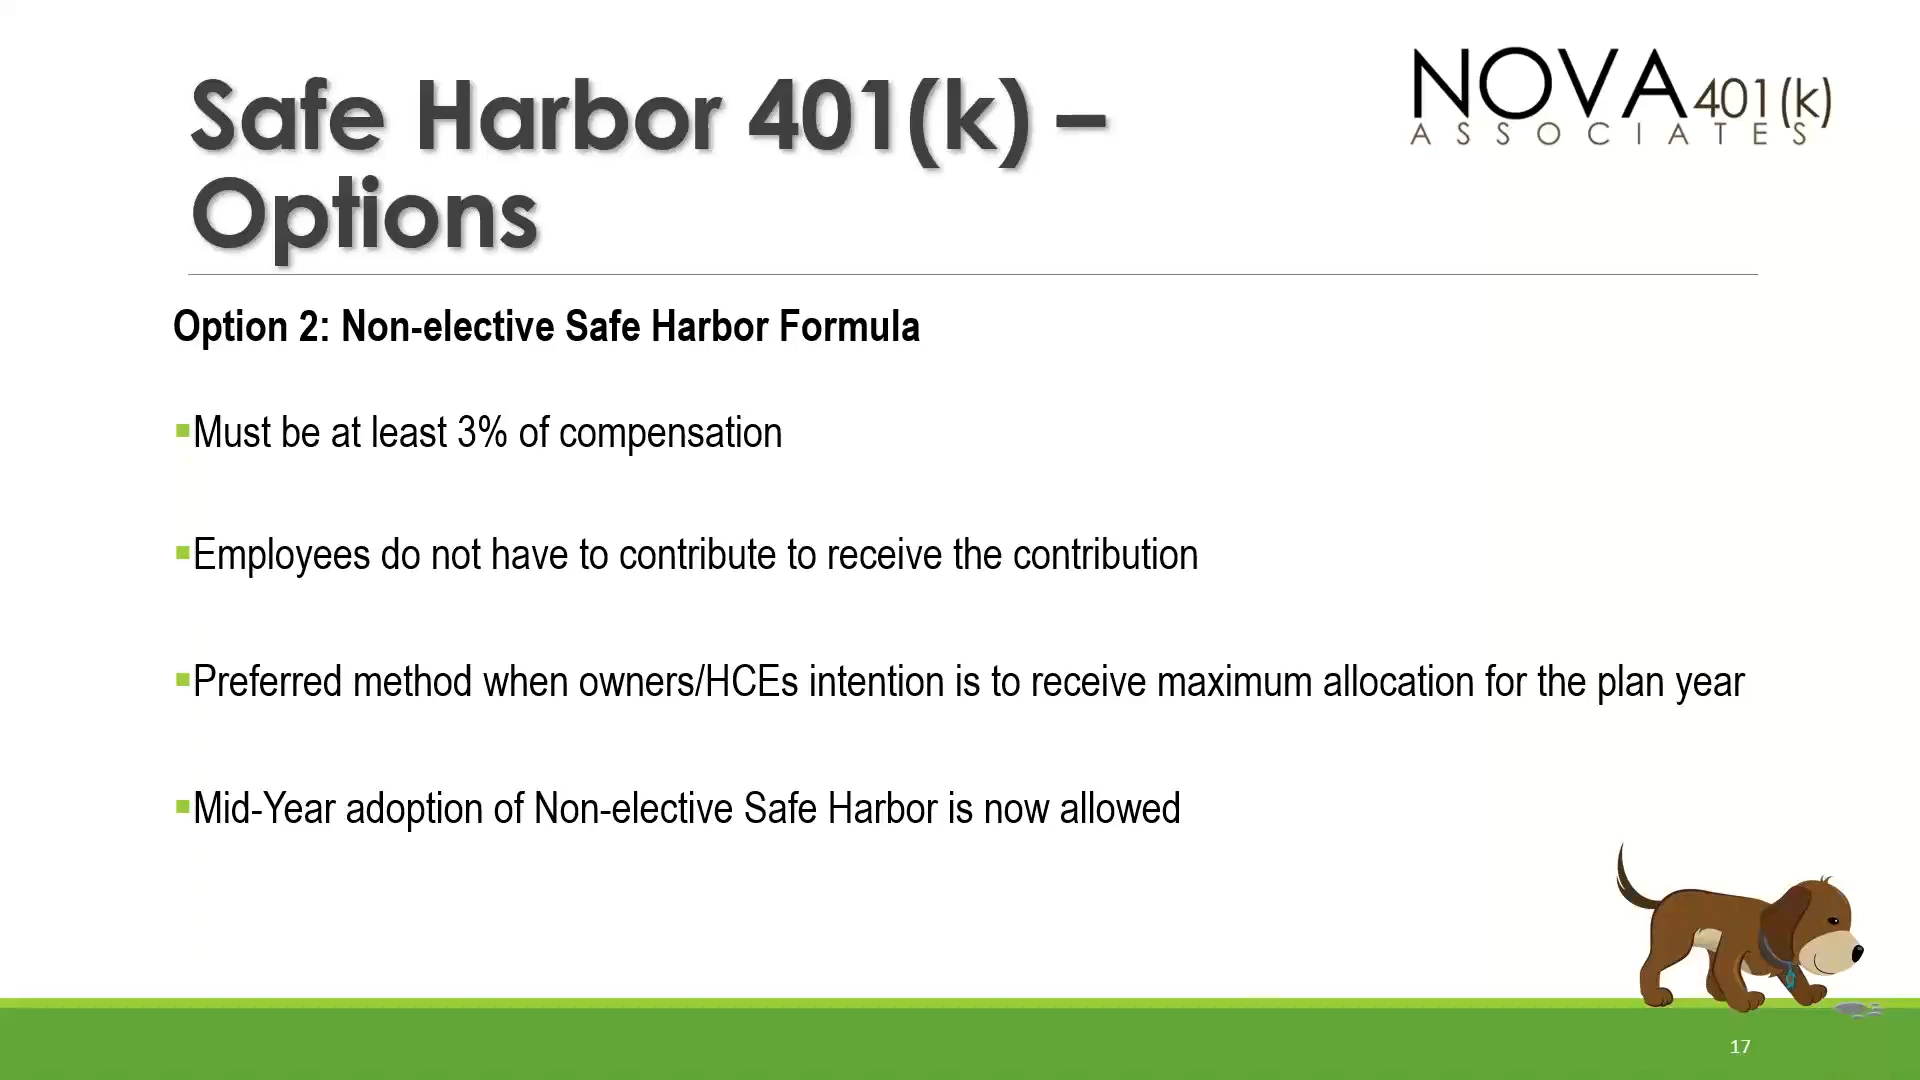 Safe Harbor 401(k) –
Options
NOVA 401(k)
ASSOCIATES
Option 2: Non-elective Safe Harbor Formula
Must be at least 3% of compensation
Employees do not have to contribute to receive the contribution
Preferred method when owners/HCEs intention is to receive maximum allocation for the plan year
Mid-Year adoption of Non-elective Safe Harbor is now allowed
17